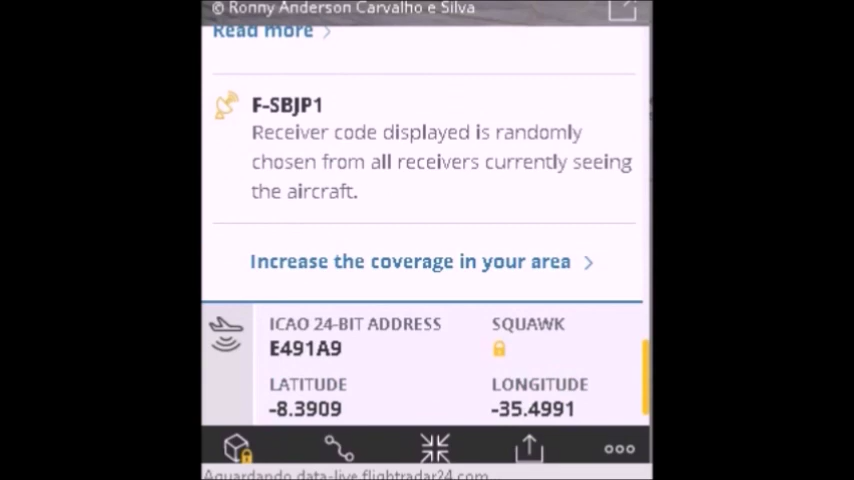 © Ronny Anderson Carvalho e Silva
Read more
F-SBJP1
Receiver code displayed is randomly
chosen from all receivers currently seeing
the aircraft.
Increase the coverage in your area
ICAO 24-BIT ADDRESS
E491A9
SQUAWK
LATITUDE
-8.3909
LONGITUDE
-35.4991
Aguardando data-live.flightradar24.com...